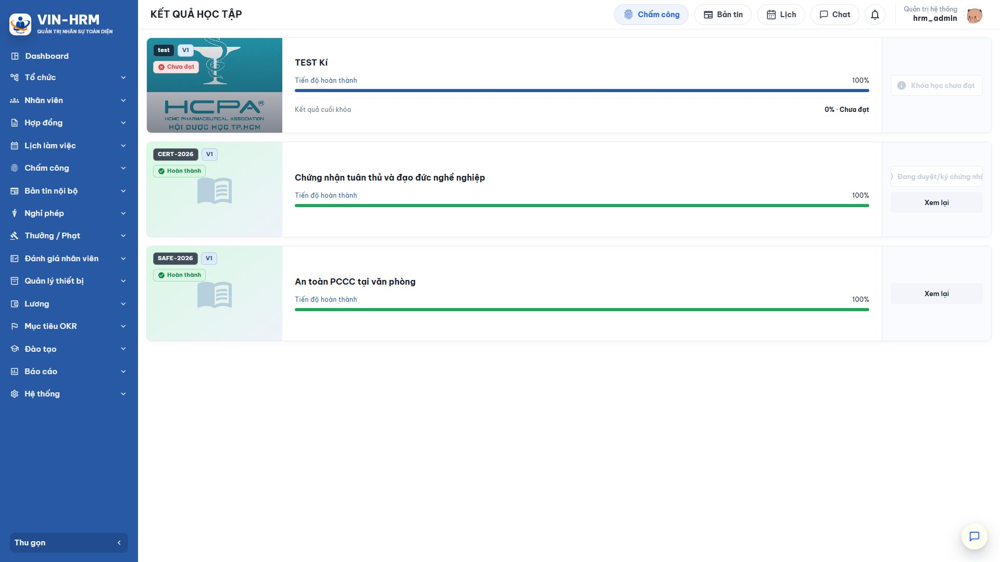 VIN-HRM
QUẢN TRỊ NHÂN SỰ TOÀN DIỆN
Dashboard
Tổ chức
Nhân viên
Hợp đồng
Lịch làm việc
Chấm công
Bản tin nội bộ
Nghỉ phép
Thưởng / Phạt
Đánh giá nhân viên
Quản lý thiết bị
Lương
Mục tiêu OKR
Đào tạo
Báo cáo
Hệ thống
Thu gọn
KẾT QUẢ HỌC TẬP
Chấm công
Bản tin
Lịch
Chat
Quản trị hệ thống
hrm_admin
test V1
Chưa đạt
HCPA®
HCMC PHARMACEUTICAL ASSOCIATION
HỘI DƯỢC HỌC TP.HCM
TEST Kí
Tiến độ hoàn thành 100%
Kết quả cuối khóa 0% · Chưa đạt
Khóa học chưa đạt
CERT-2026 V1
Hoàn thành
Chứng nhận tuân thủ và đạo đức nghề nghiệp
Tiến độ hoàn thành 100%
Đang duyệt/ký chứng nhậ
Xem lại
SAFE-2026 V1
Hoàn thành
An toàn PCCC tại văn phòng
Tiến độ hoàn thành 100%
Xem lại